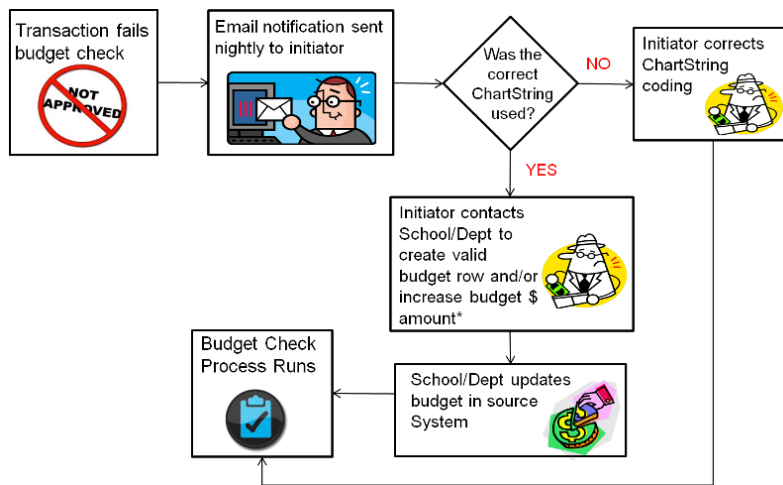 Transaction fails
budget check
NOT
APPROVED
Email notification sent
nightly to initiator
Was the
correct
ChartString
used?
NO
Initiator corrects
ChartString
coding
YES
Initiator contacts
School/Dept to
create valid
budget row and/or
increase budget $
amount*
Budget Check
Process Runs
School/Dept updates
budget in source
System